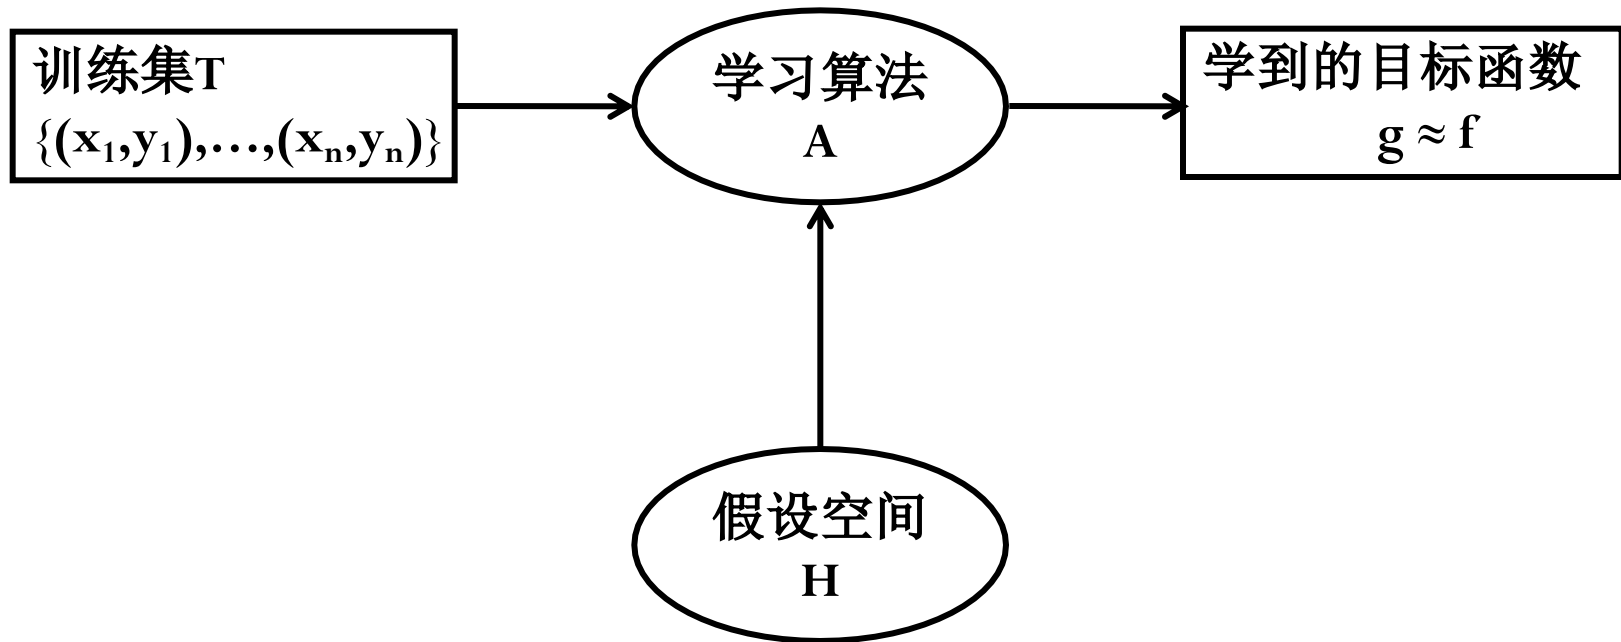 训练集T
{(x₁,y₁),...,(xₙ,yₙ)}
学习算法
A
学到的目标函数
g ≈ f
假设空间
H